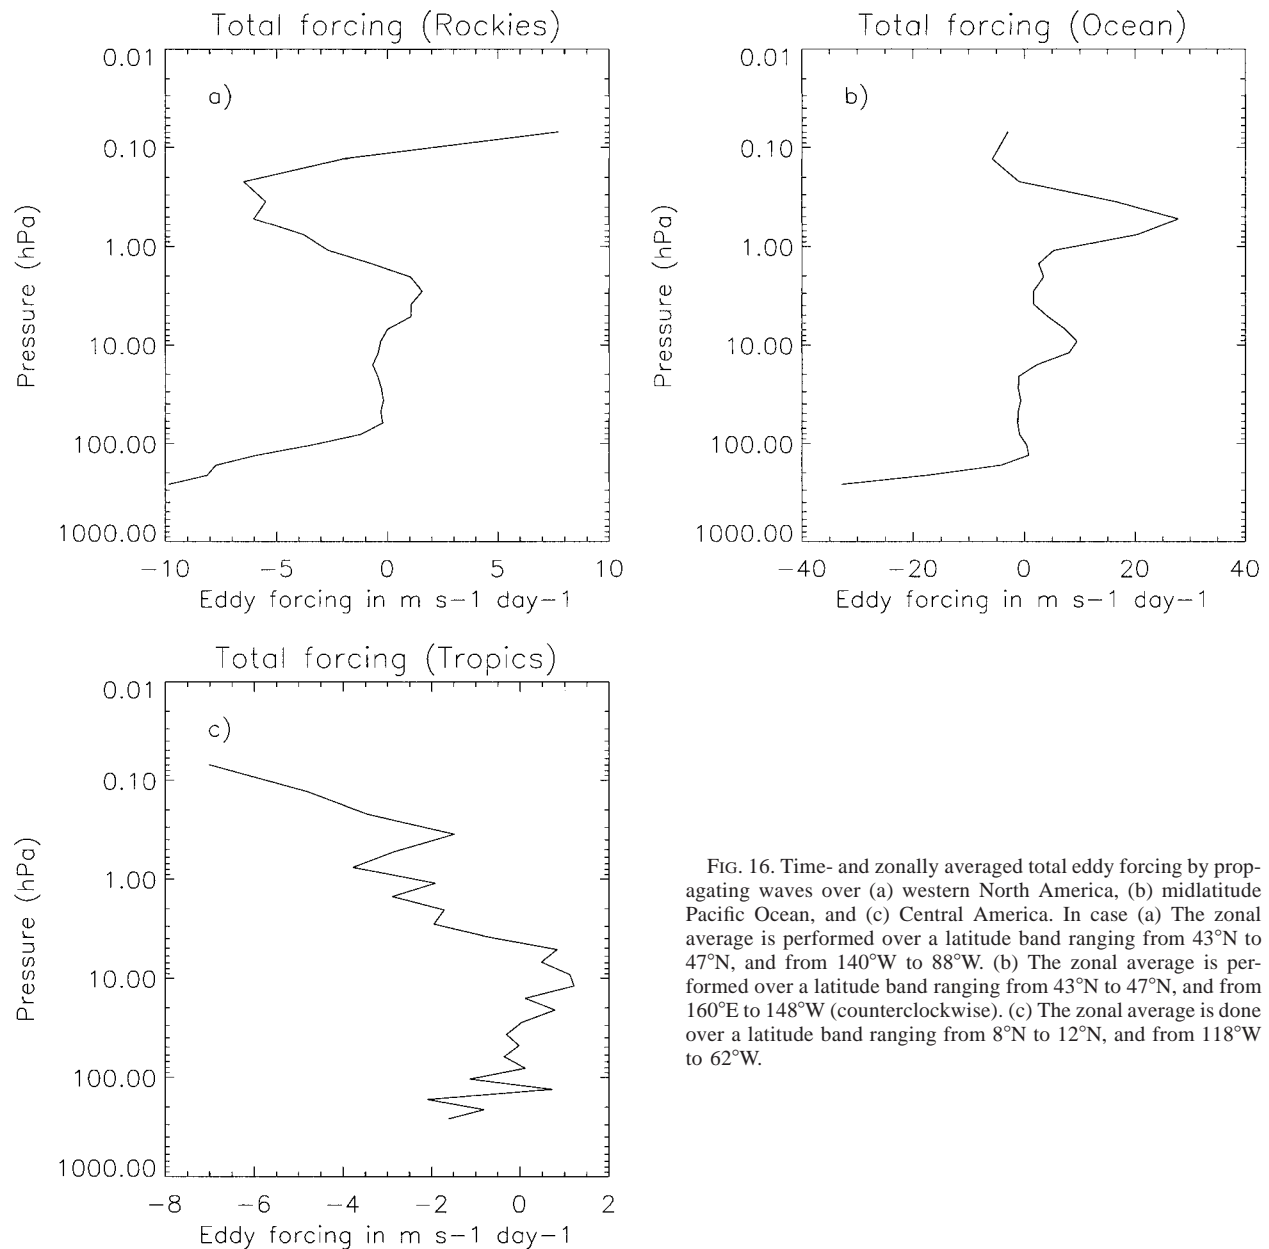 Total forcing (Rockies)
a)
0.01
0.10
1.00
10.00
100.00
1000.00
Pressure (hPa)
−10 −5 0 5 10
Eddy forcing in m s−1 day−1
Total forcing (Ocean)
b)
0.01
0.10
1.00
10.00
100.00
1000.00
Pressure (hPa)
−40 −20 0 20 40
Eddy forcing in m s−1 day−1
Total forcing (Tropics)
c)
0.01
0.10
1.00
10.00
100.00
1000.00
Pressure (hPa)
−8 −6 −4 −2 0 2
Eddy forcing in m s−1 day−1
FIG. 16. Time- and zonally averaged total eddy forcing by prop-
agating waves over (a) western North America, (b) midlatitude
Pacific Ocean, and (c) Central America. In case (a) The zonal
average is performed over a latitude band ranging from 43°N to
47°N, and from 140°W to 88°W. (b) The zonal average is per-
formed over a latitude band ranging from 43°N to 47°N, and from
160°E to 148°W (counterclockwise). (c) The zonal average is done
over a latitude band ranging from 8°N to 12°N, and from 118°W
to 62°W.